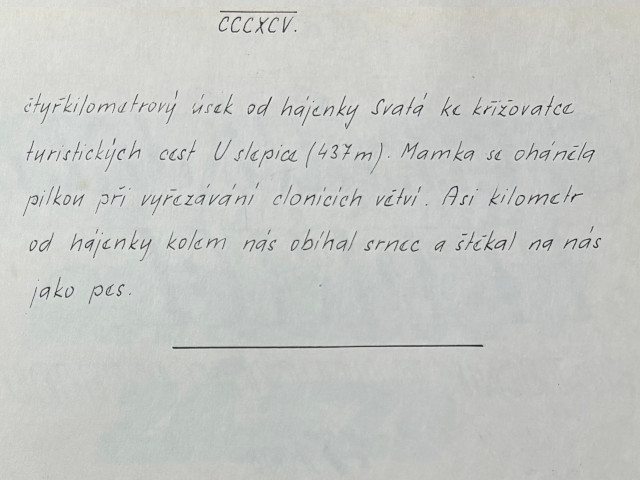 CCCXCV.
čtyřkilometrový úsek od hájenky Svatá ke křižovatce
turistických cest U slepice (437m). Mamka se oháněla
pilkou při vyřezávání clonících větví. Asi kilometr
od hájenky kolem nás obíhal srnec a štěkal na nás
jako pes.